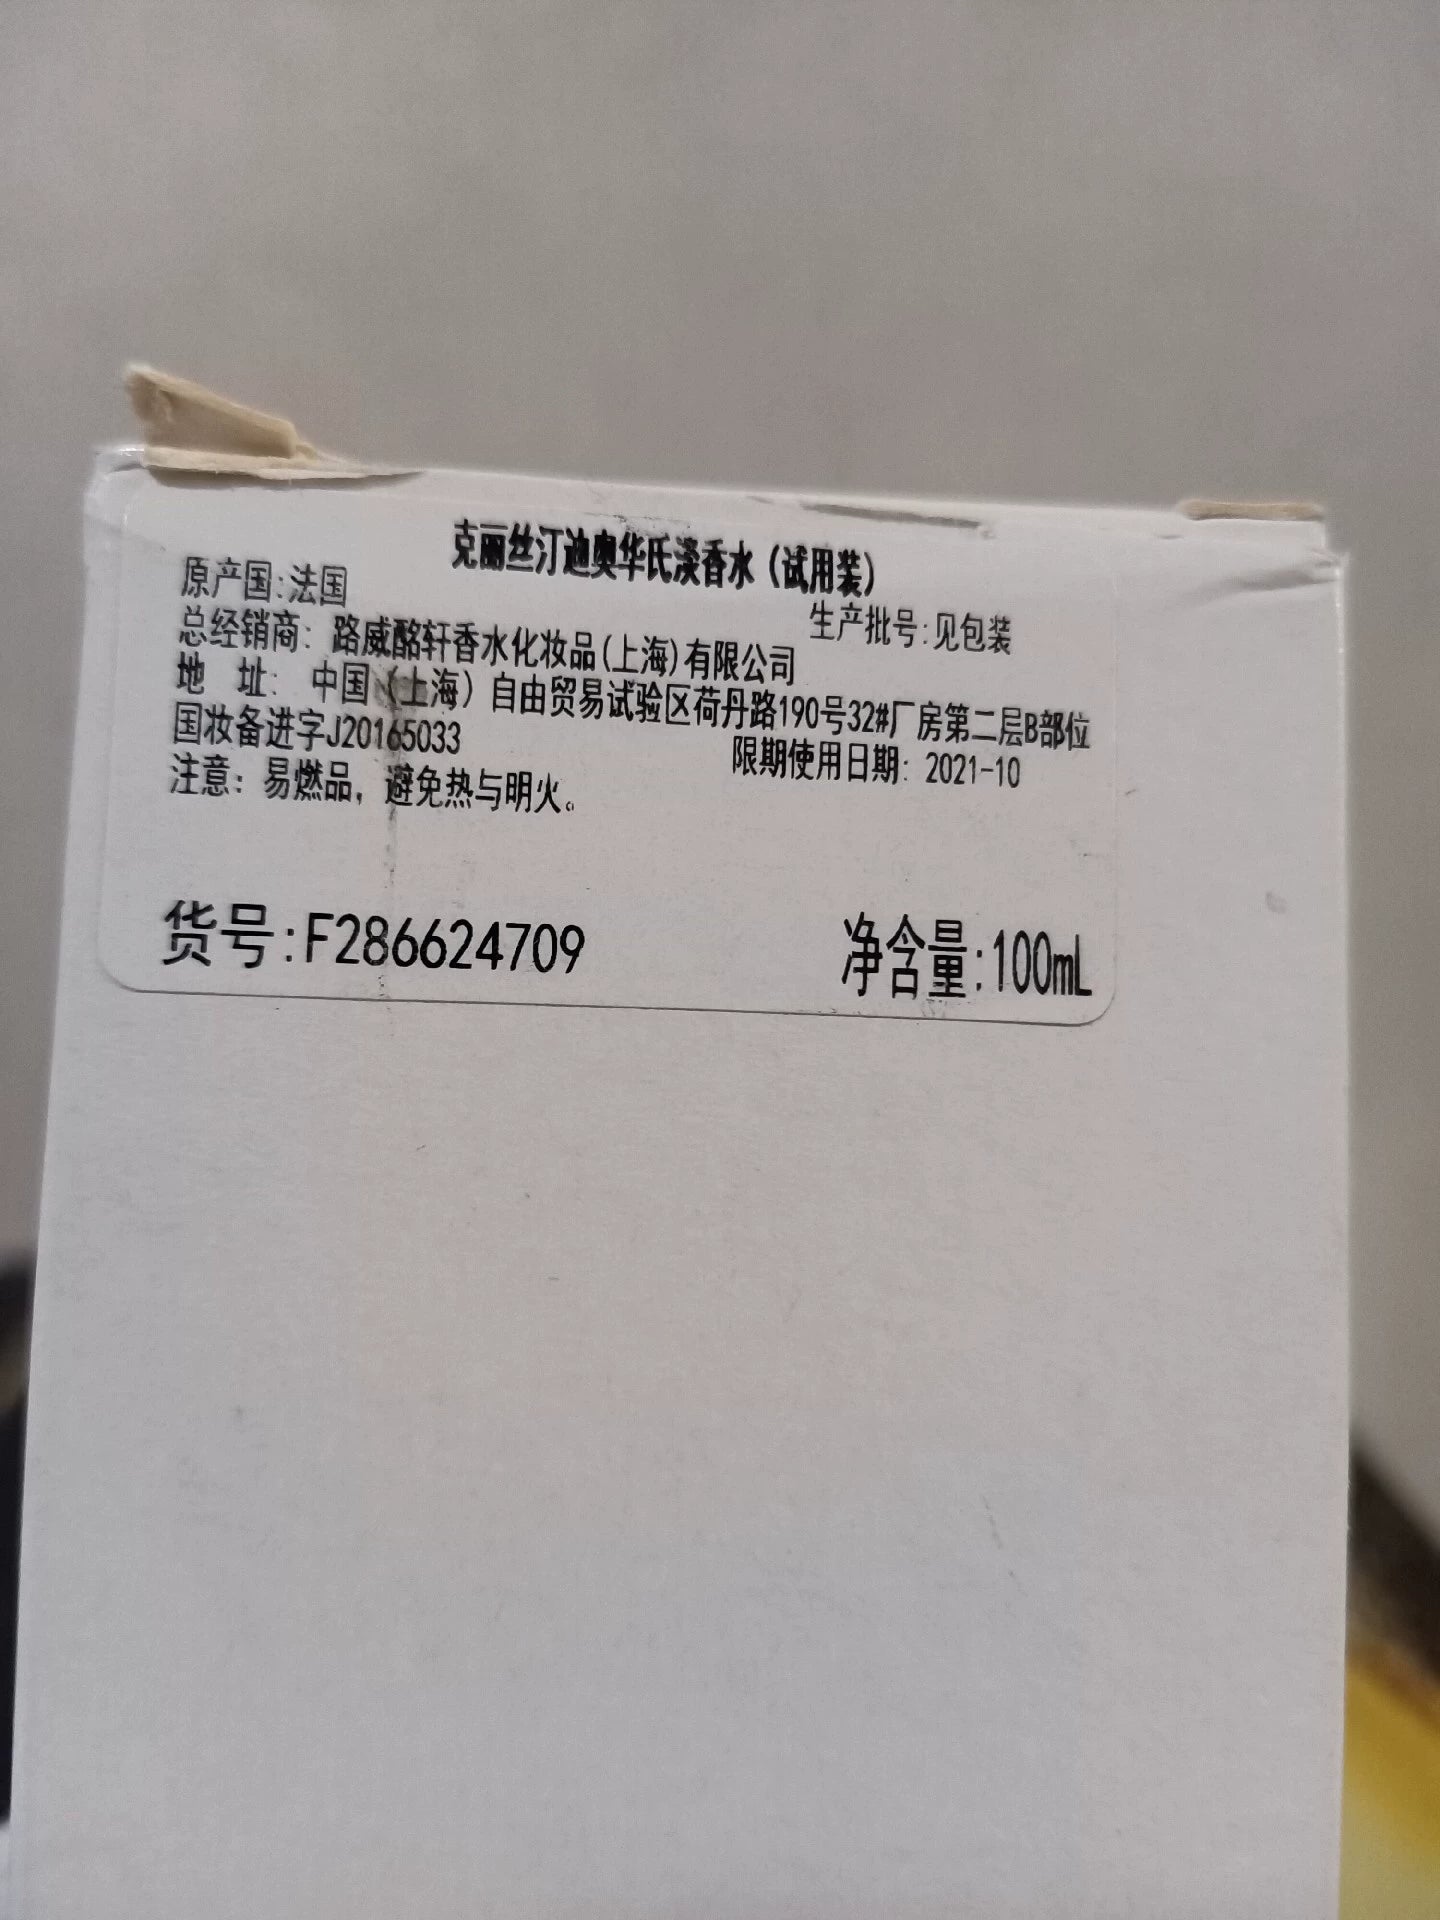 克丽丝汀迪奥华氏淡香水（试用装）
原产国:法国
生产批号:见包装
总经销商：路威酩轩香水化妆品(上海)有限公司
地 址：中国（上海）自由贸易试验区荷丹路190号32#厂房第二层B部位
国妆备进字J20165033
限期使用日期：2021-10
注意：易燃品，避免热与明火。
货号:F286624709
净含量:100mL